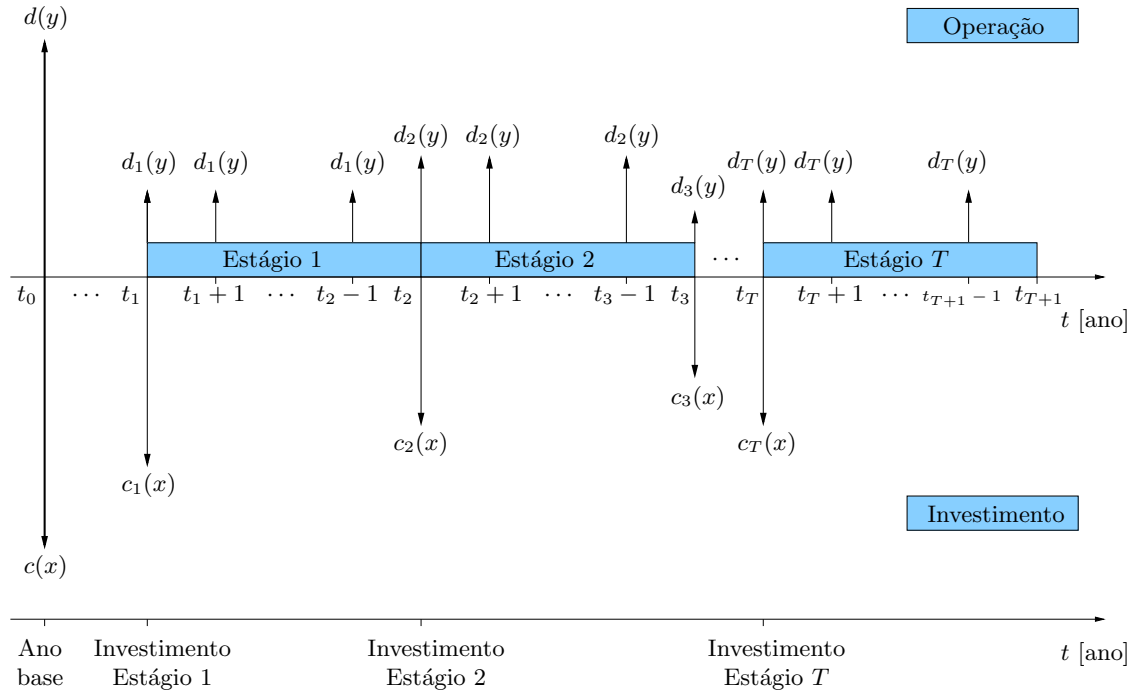 d(y)
Operação
d₂(y) d₂(y) d₂(y)
d₁(y) d₁(y) d₁(y) d_T(y) d_T(y) d_T(y)
d₃(y)
Estágio 1 Estágio 2 ⋯ Estágio T
t₀ ⋯ t₁ t₁ + 1 ⋯ t₂ − 1 t₂ t₂ + 1 ⋯ t₃ − 1 t₃ t_T t_T + 1 ⋯ t_{T+1} − 1 t_{T+1}
t [ano]
c₃(x)
c₂(x) c_T(x)
c₁(x)
Investimento
c(x)
Ano Investimento Investimento Investimento t [ano]
base Estágio 1 Estágio 2 Estágio T